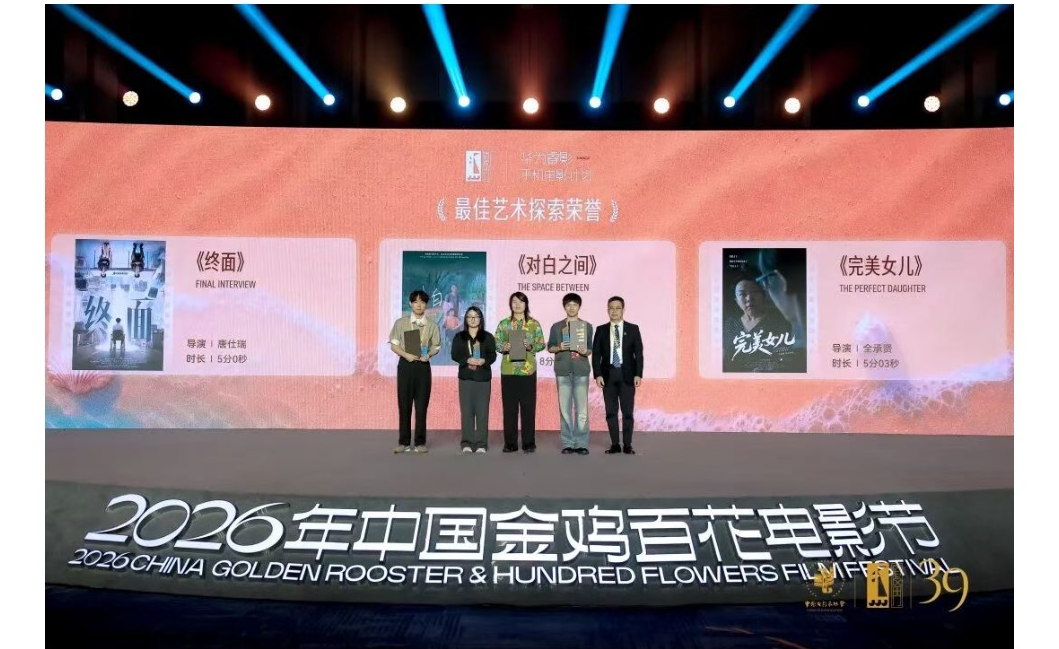 华为看影
手机电影计划
《最佳艺术探索荣誉》
《终面》
FINAL INTERVIEW
导演 | 唐仕瑞
时长 | 5分0秒
终面
《对白之间》
THE SPACE BETWEEN
8分
《完美女儿》
THE PERFECT DAUGHTER
导演 | 全承贤
时长 | 5分03秒
完美女儿
2026年中国金鸡百花电影节
2026 CHINA GOLDEN ROOSTER & HUNDRED FLOWERS FILM FESTIVAL
39